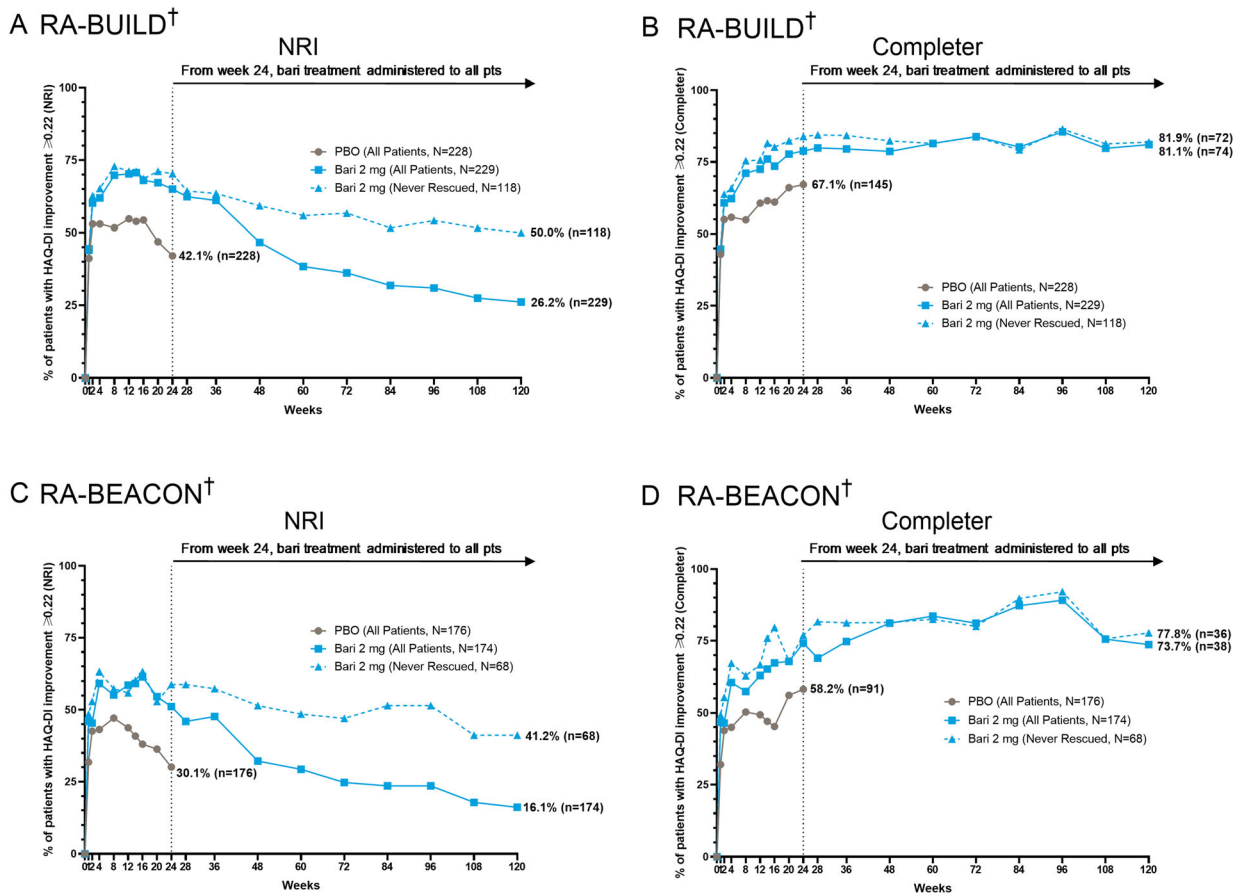 A RA-BUILD†
NRI
From week 24, bari treatment administered to all pts
% of patients with HAQ-DI improvement ⩾0.22 (NRI)
100
75
50
25
0
PBO (All Patients, N=228)
Bari 2 mg (All Patients, N=229)
Bari 2 mg (Never Rescued, N=118)
42.1% (n=228)
50.0% (n=118)
26.2% (n=229)
0 1 2 4 8 12 16 20 24 28 36 48 60 72 84 96 108 120
Weeks
B RA-BUILD†
Completer
From week 24, bari treatment administered to all pts
% of patients with HAQ-DI improvement ⩾0.22 (Completer)
100
75
50
25
0
81.9% (n=72)
81.1% (n=74)
67.1% (n=145)
PBO (All Patients, N=228)
Bari 2 mg (All Patients, N=229)
Bari 2 mg (Never Rescued, N=118)
0 1 2 4 8 12 16 20 24 28 36 48 60 72 84 96 108 120
Weeks
C RA-BEACON†
NRI
From week 24, bari treatment administered to all pts
% of patients with HAQ-DI improvement ⩾0.22 (NRI)
100
75
50
25
0
PBO (All Patients, N=176)
Bari 2 mg (All Patients, N=174)
Bari 2 mg (Never Rescued, N=68)
30.1% (n=176)
41.2% (n=68)
16.1% (n=174)
0 1 2 4 8 12 16 20 24 28 36 48 60 72 84 96 108 120
Weeks
D RA-BEACON†
Completer
From week 24, bari treatment administered to all pts
% of patients with HAQ-DI improvement ⩾0.22 (Completer)
100
75
50
25
0
77.8% (n=36)
73.7% (n=38)
58.2% (n=91)
PBO (All Patients, N=176)
Bari 2 mg (All Patients, N=174)
Bari 2 mg (Never Rescued, N=68)
0 1 2 4 8 12 16 20 24 28 36 48 60 72 84 96 108 120
Weeks